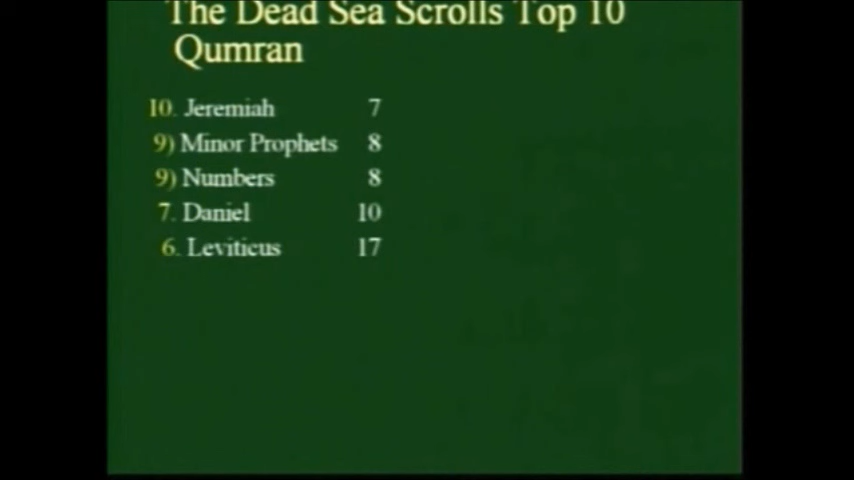 The Dead Sea Scrolls Top 10
Qumran
10. Jeremiah 7
9) Minor Prophets 8
9) Numbers 8
7. Daniel 10
6. Leviticus 17